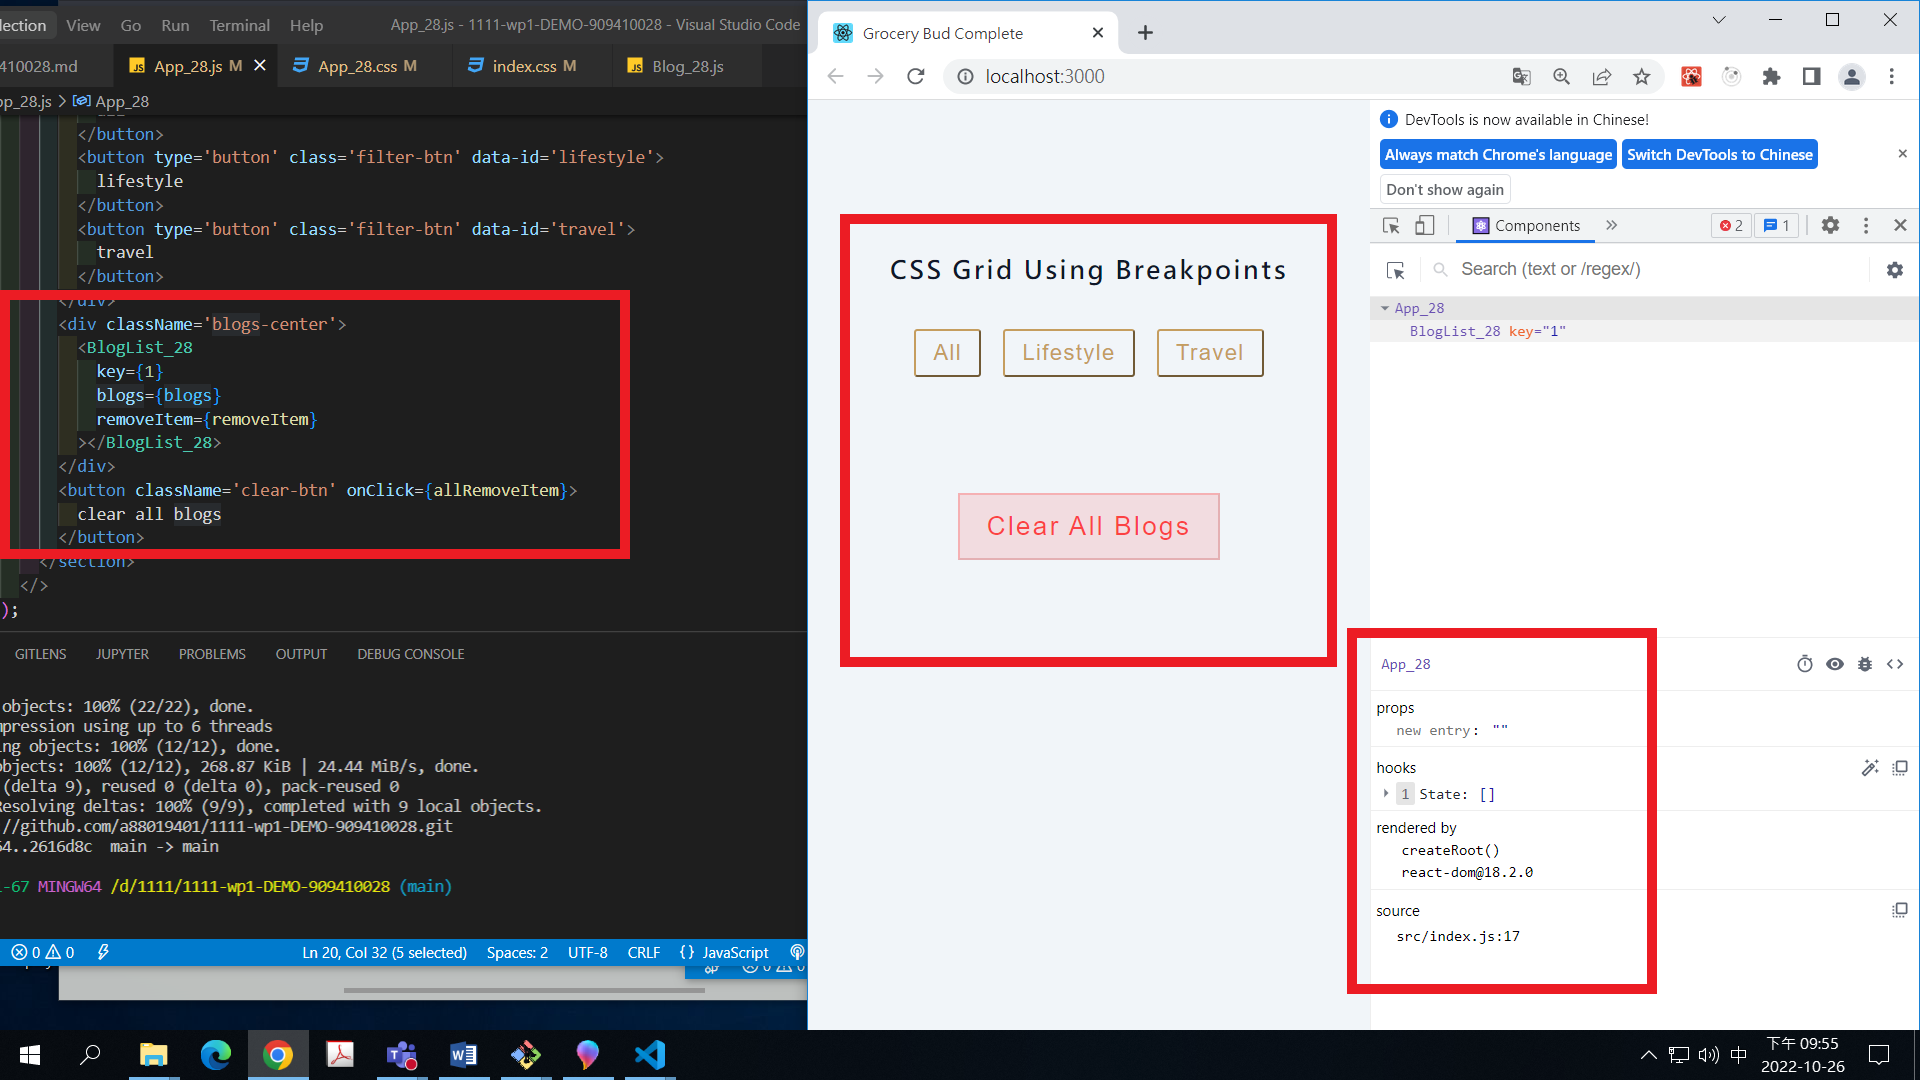 lection View Go Run Terminal Help App_28.js - 1111-wp1-DEMO-909410028 - Visual Studio Code
410028.md App_28.js M App_28.css M index.css M Blog_28.js
pp_28.js > App_28
</button>
<button type='button' class='filter-btn' data-id='lifestyle'>
lifestyle
</button>
<button type='button' class='filter-btn' data-id='travel'>
travel
</button>
</div>
<div className='blogs-center'>
<BlogList_28
key={1}
blogs={blogs}
removeItem={removeItem}
></BlogList_28>
</div>
<button className='clear-btn' onClick={allRemoveItem}>
clear all blogs
</button>
</section>
</>
);
GITLENS JUPYTER PROBLEMS OUTPUT DEBUG CONSOLE
objects: 100% (22/22), done.
mpression using up to 6 threads
ing objects: 100% (12/12), done.
objects: 100% (12/12), 268.87 KiB | 24.44 MiB/s, done.
(delta 9), reused 0 (delta 0), pack-reused 0
Resolving deltas: 100% (9/9), completed with 9 local objects.
//github.com/a88019401/1111-wp1-DEMO-909410028.git
64..2616d8c main -> main
-67 MINGW64 /d/1111/1111-wp1-DEMO-909410028 (main)
0 0 Ln 20, Col 32 (5 selected) Spaces: 2 UTF-8 CRLF {} JavaScript
Grocery Bud Complete
localhost:3000
CSS Grid Using Breakpoints
All Lifestyle Travel
Clear All Blogs
DevTools is now available in Chinese!
Always match Chrome's language Switch DevTools to Chinese
Don't show again
Components 2 1
Search (text or /regex/)
App_28
BlogList_28 key="1"
App_28
props
new entry: ""
hooks
1 State: []
rendered by
createRoot()
react-dom@18.2.0
source
src/index.js:17
中 下午 09:55
2022-10-26